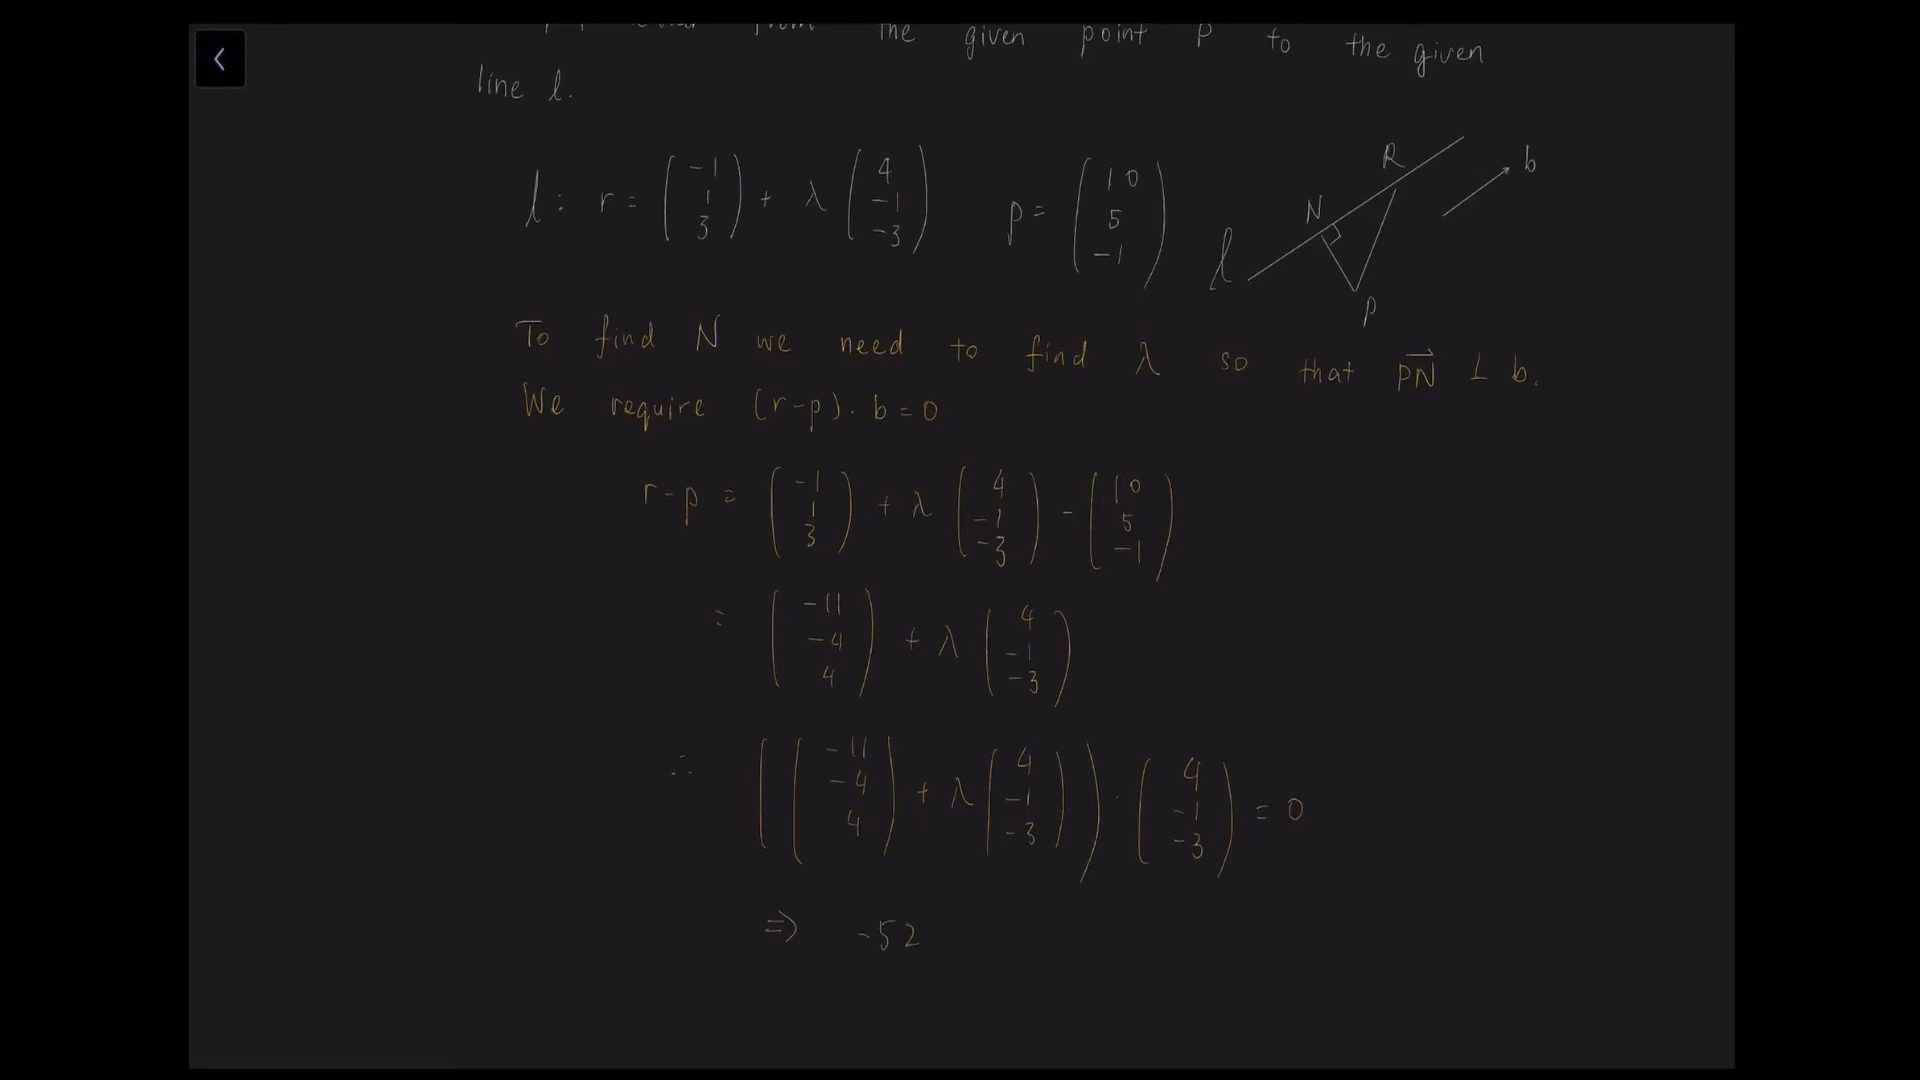 from the given point P to the given
line l.
l: r = (-1 1 3) + λ (4 -1 -3) p = (10 5 -1)
l N R P b
To find N we need to find λ so that PN⃗ ⊥ b.
We require (r-p). b = 0
r-p = (-1 1 3) + λ (4 -1 -3) - (10 5 -1)
= (-11 -4 4) + λ (4 -1 -3)
∴ ((-11 -4 4) + λ (4 -1 -3)) · (4 -1 -3) = 0
⇒ -52